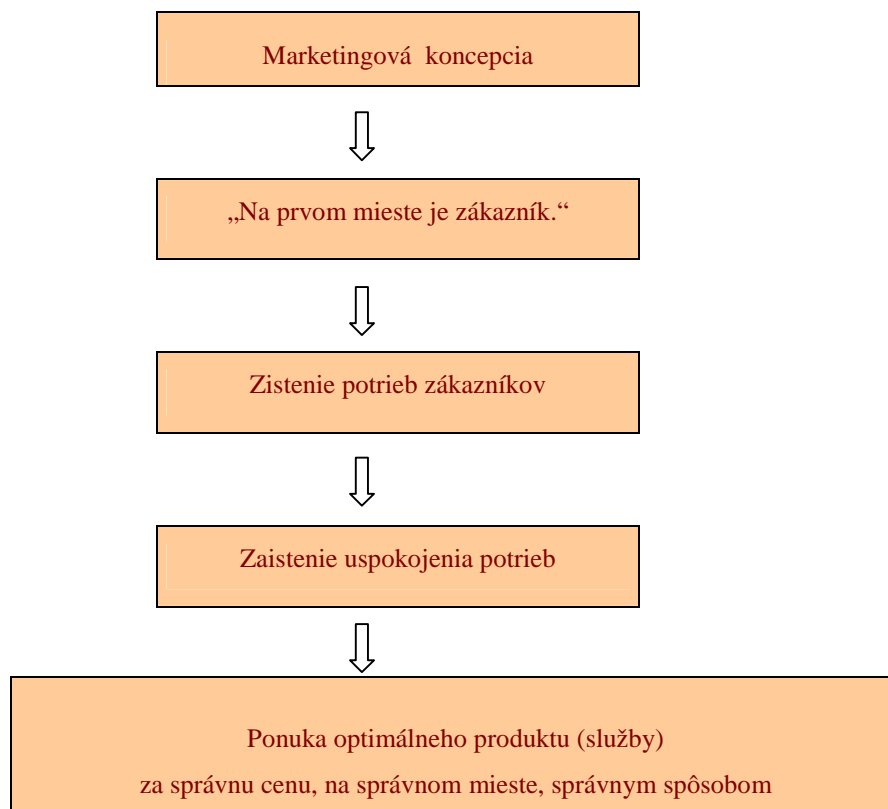 Marketingová koncepcia
„Na prvom mieste je zákazník.“
Zistenie potrieb zákazníkov
Zaistenie uspokojenia potrieb
Ponuka optimálneho produktu (služby)
za správnu cenu, na správnom mieste, správnym spôsobom